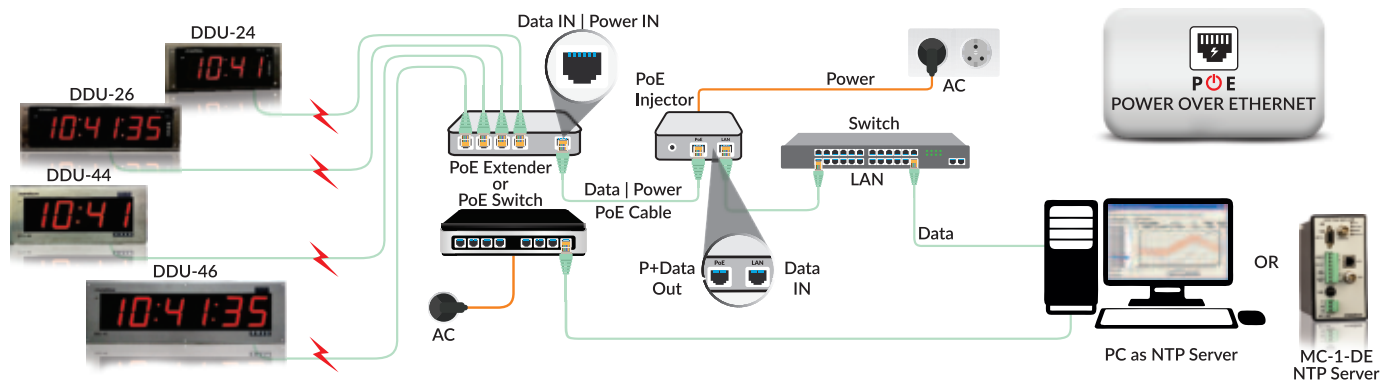 DDU-24
10:41
DDU-26
10:41:35
DDU-44
10:41
DDU-46
10:41:35
Data IN | Power IN
PoE Extender
or
PoE Switch
AC
Data | Power
PoE Cable
PoE
Injector
PoE
LAN
Power
AC
Switch
LAN
Data
P+Data
Out
PoE
LAN
Data
IN
POE
POWER OVER ETHERNET
PC as NTP Server
OR
MC-1-DE
NTP Server